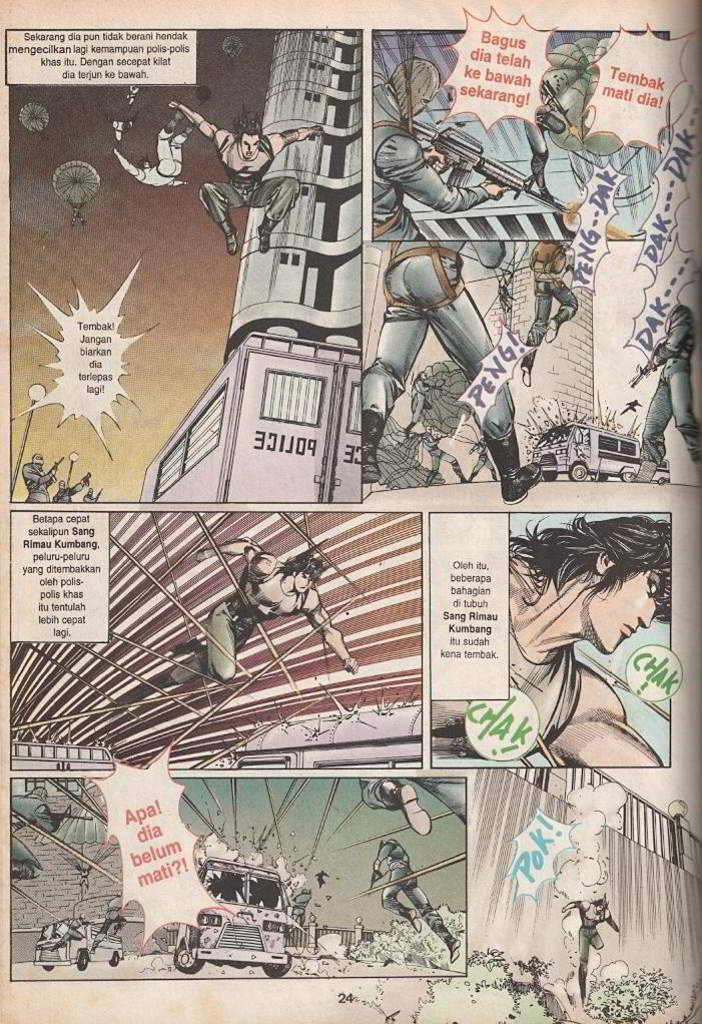 Sekarang dia pun tidak berani hendak
mengecilkan lagi kemampuan polis-polis
khas itu. Dengan secepat kilat
dia terjun ke bawah.
Tembak!
Jangan
biarkan
dia
terlepas
lagi!
POLICE
Bagus
dia telah
ke bawah
sekarang!
Tembak
mati dia!
PENG---DAK
DAK----DAK
DAK-----
PENG!
Betapa cepat
sekalipun Sang
Rimau Kumbang,
peluru-peluru
yang ditembakkan
oleh polis-
polis khas
itu tentulah
lebih cepat
lagi.
Oleh itu,
beberapa
bahagian
di tubuh
Sang Rimau
Kumbang
itu sudah
kena tembak.
CHAK!
CHAK!
Apa!
dia
belum
mati?!
POK!
24